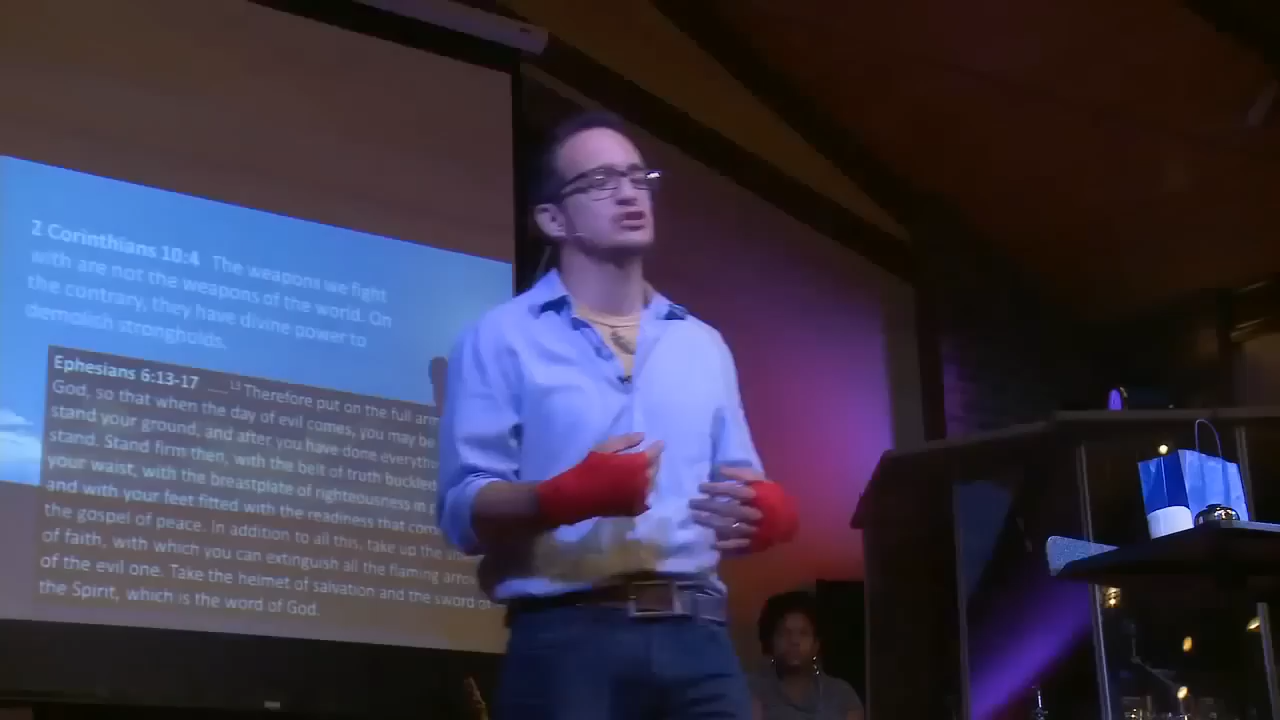 2 Corinthians 10:4 The weapons we fight
with are not the weapons of the world. On
the contrary, they have divine power to
demolish strongholds.
Ephesians 6:13-17 __ 13 Therefore put on the full
God, so that when the day of evil comes, you may be
stand your ground, and after you have done
stand. Stand firm then, with the belt of truth buckled
your waist, with the breastplate of righteousness in
and with your feet fitted with the readiness that
the gospel of peace. In addition to all this, take up the
of faith, with which you can extinguish all the flaming
of the evil one. Take the helmet of salvation and the sword of
the Spirit, which is the word of God.